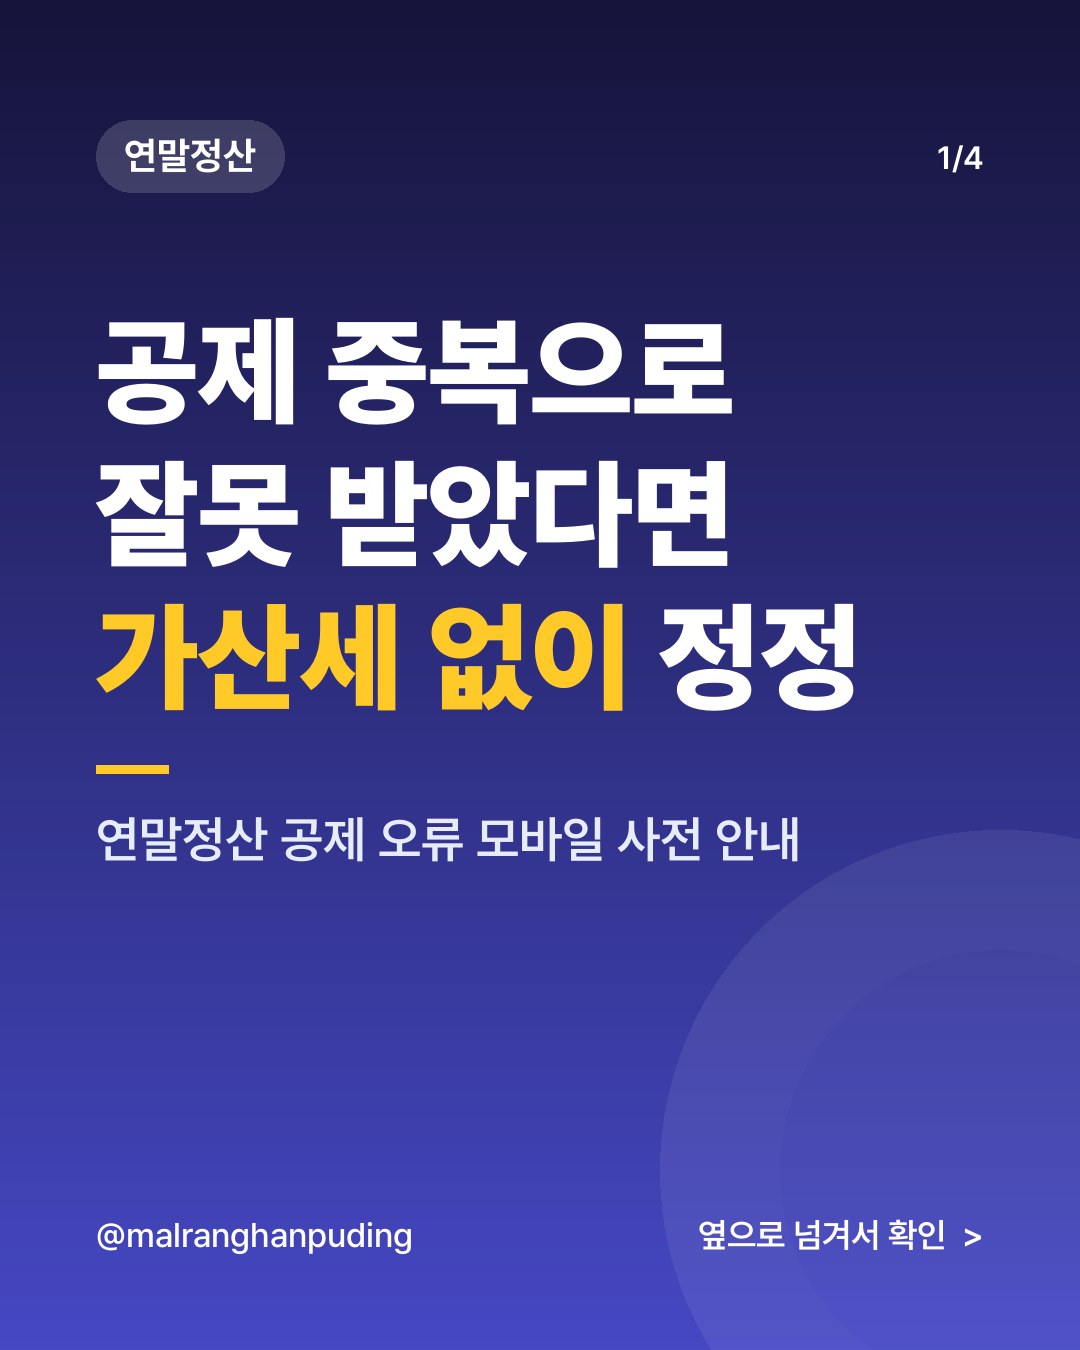 연말정산
1/4
공제 중복으로
잘못 받았다면
가산세 없이 정정
연말정산 공제 오류 모바일 사전 안내
@malranghanpuding
옆으로 넘겨서 확인 >